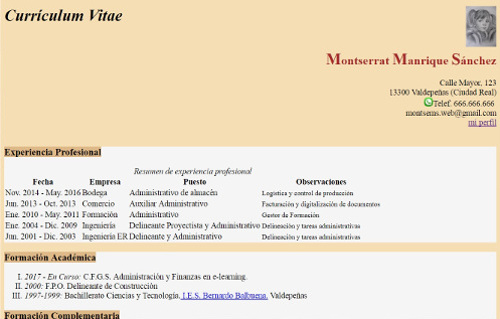 Currículum Vitae
Montserrat Manrique Sánchez
Calle Mayor, 123
13300 Valdepeñas (Ciudad Real)
Telef. 666.666.666
montsems.web@gmail.com
mi perfil
Experiencia Profesional
Resumen de experiencia profesional
Fecha Empresa Puesto Observaciones
Nov. 2014 - May. 2016 Bodega Administrativo de almacén Logística y control de producción
Jun. 2013 - Oct. 2013 Comercio Auxiliar Administrativo Facturación y digitalización de documentos
Ene. 2010 - May. 2011 Formación Administrativo Gestor de Formación
Ene. 2004 - Dic. 2009 Ingeniería Delineante Proyectista y Administrativo Delineación y tareas administrativas
Jun. 2001 - Dic. 2003 Ingeniería ER Delineante y Administrativo Delineación y tareas administrativas
Formación Académica
I. 2017 - En Curso: C.F.G.S. Administración y Finanzas en e-learning.
II. 2000: F.P.O. Delineante de Construcción
III. 1997-1999: Bachillerato Ciencias y Tecnología. I.E.S. Bernardo Balbuena. Valdepeñas
Formación Complementaria